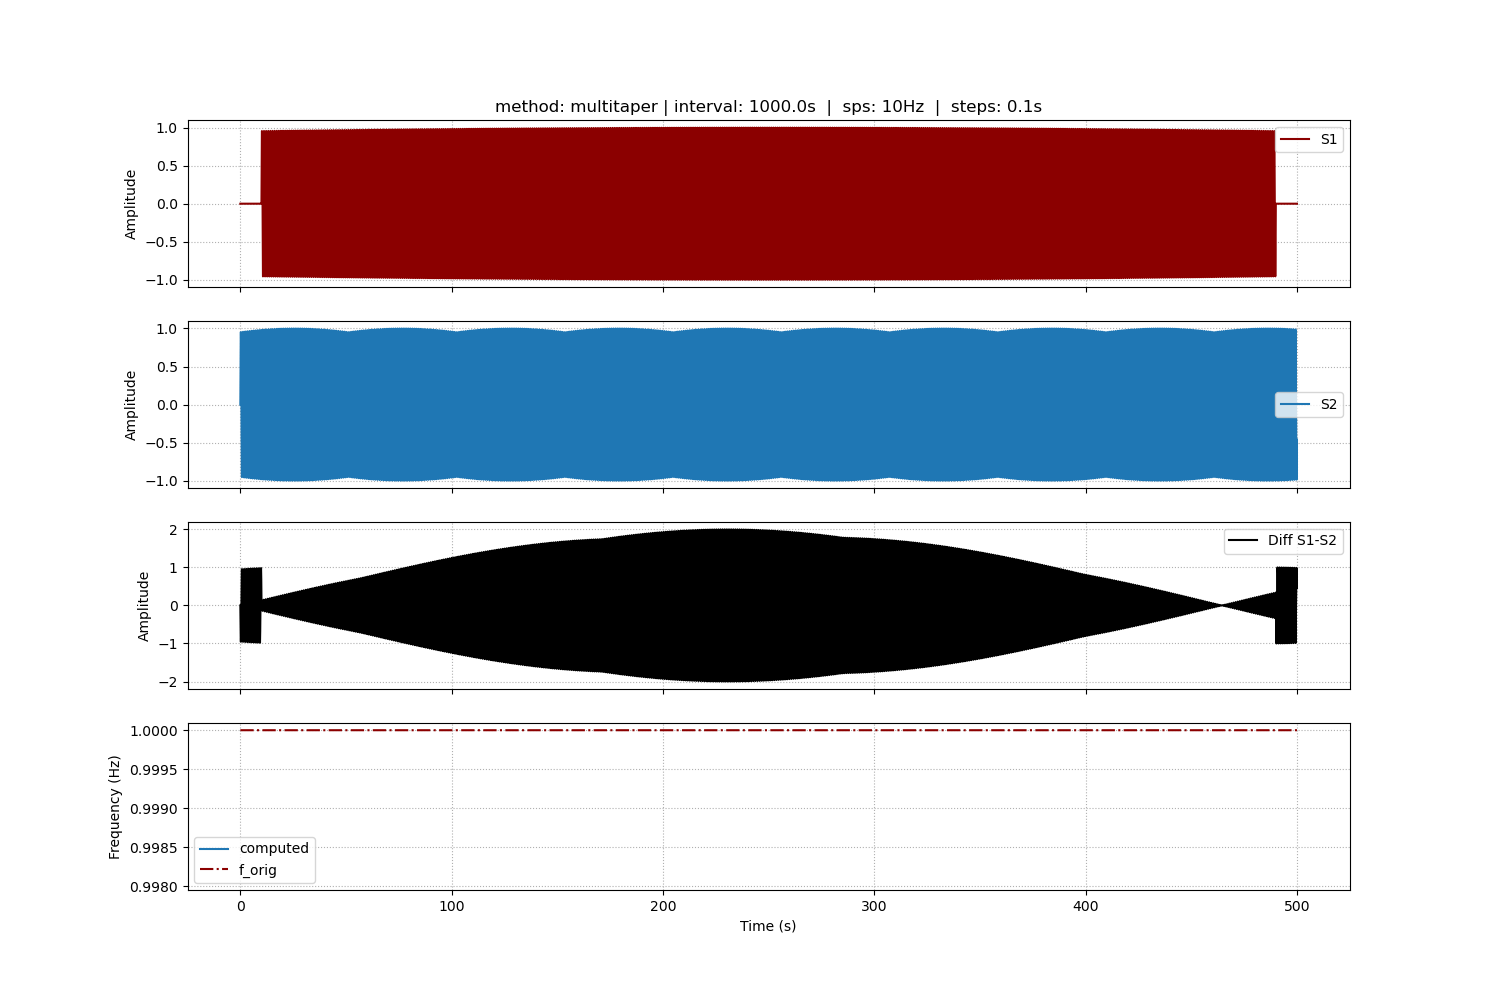 method: multitaper | interval: 1000.0s  |  sps: 10Hz  |  steps: 0.1s
1.0
0.5
0.0
−0.5
−1.0
Amplitude
S1
1.0
0.5
0.0
−0.5
−1.0
Amplitude
S2
2
1
0
−1
−2
Amplitude
Diff S1-S2
1.0000
0.9995
0.9990
0.9985
0.9980
Frequency (Hz)
computed
f_orig
0 100 200 300 400 500
Time (s)